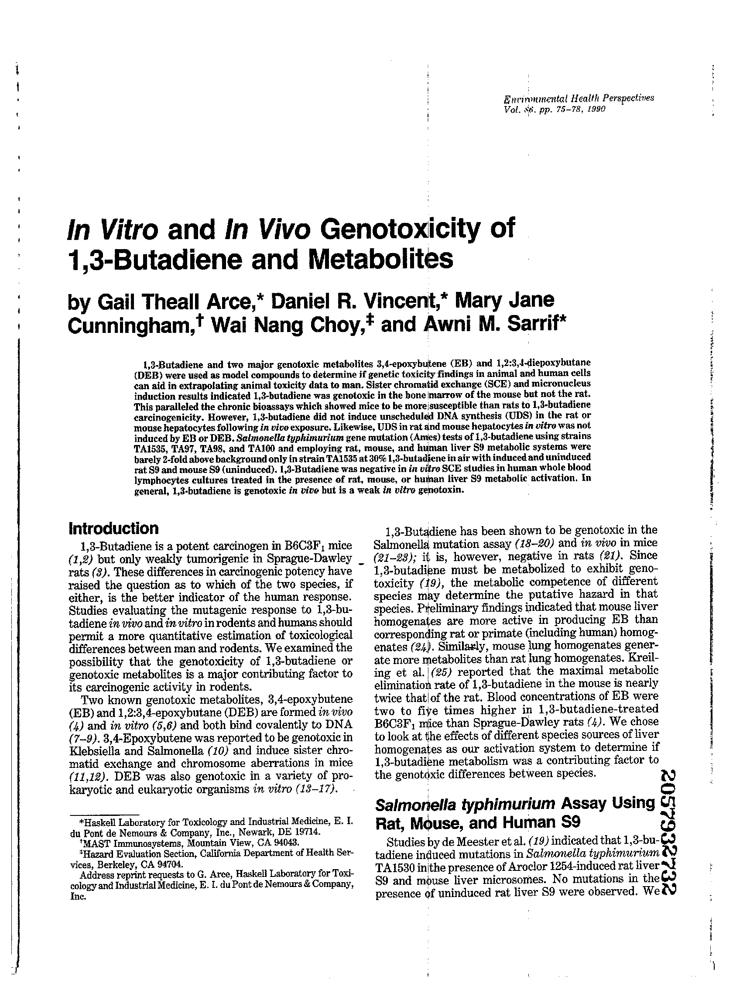 Environmental Health Perspectives
Vol. 86, pp. 75-78, 1990
In Vitro and In Vivo Genotoxicity of
1,3-Butadiene and Metabolites
by Gail Theall Arce,* Daniel R. Vincent,* Mary Jane
Cunningham,† Wai Nang Choy,‡ and Awni M. Sarrif*
1,3-Butadiene and two major genotoxic metabolites 3,4-epoxybutene (EB) and 1,2:3,4-diepoxybutane
(DEB) were used as model compounds to determine if genetic toxicity findings in animal and human cells
can aid in extrapolating animal toxicity data to man. Sister chromatid exchange (SCE) and micronucleus
induction results indicated 1,3-butadiene was genotoxic in the bone marrow of the mouse but not the rat.
This paralleled the chronic bioassays which showed mice to be more susceptible than rats to 1,3-butadiene
carcinogenicity. However, 1,3-butadiene did not induce unscheduled DNA synthesis (UDS) in the rat or
mouse hepatocytes following in vivo exposure. Likewise, UDS in rat and mouse hepatocytes in vitro was not
induced by EB or DEB. Salmonella typhimurium gene mutation (Ames) tests of 1,3-butadiene using strains
TA1535, TA97, TA98, and TA100 and employing rat, mouse, and human liver S9 metabolic systems were
barely 2-fold above background only in strain TA1535 at 30% 1,3-butadiene in air with induced and uninduced
rat S9 and mouse S9 (uninduced). 1,3-Butadiene was negative in in vitro SCE studies in human whole blood
lymphocytes cultures treated in the presence of rat, mouse, or human liver S9 metabolic activation. In
general, 1,3-butadiene is genotoxic in vivo but is a weak in vitro genotoxin.
Introduction
1,3-Butadiene is a potent carcinogen in B6C3F₁ mice
(1,2) but only weakly tumorigenic in Sprague-Dawley
rats (3). These differences in carcinogenic potency have
raised the question as to which of the two species, if
either, is the better indicator of the human response.
Studies evaluating the mutagenic response to 1,3-bu-
tadiene in vivo and in vitro in rodents and humans should
permit a more quantitative estimation of toxicological
differences between man and rodents. We examined the
possibility that the genotoxicity of 1,3-butadiene or
genotoxic metabolites is a major contributing factor to
its carcinogenic activity in rodents.
Two known genotoxic metabolites, 3,4-epoxybutene
(EB) and 1,2:3,4-epoxybutane (DEB) are formed in vivo
(4) and in vitro (5,6) and both bind covalently to DNA
(7-9). 3,4-Epoxybutene was reported to be genotoxic in
Klebsiella and Salmonella (10) and induce sister chro-
matid exchange and chromosome aberrations in mice
(11,12). DEB was also genotoxic in a variety of pro-
karyotic and eukaryotic organisms in vitro (13-17).
*Haskell Laboratory for Toxicology and Industrial Medicine, E. I.
du Pont de Nemours & Company, Inc., Newark, DE 19714.
†MAST Immunosystems, Mountain View, CA 94043.
‡Hazard Evaluation Section, California Department of Health Ser-
vices, Berkeley, CA 94704.
Address reprint requests to G. Arce, Haskell Laboratory for Toxi-
cology and Industrial Medicine, E. I. du Pont de Nemours & Company,
Inc.
1,3-Butadiene has been shown to be genotoxic in the
Salmonella mutation assay (18-20) and in vivo in mice
(21-23); it is, however, negative in rats (21). Since
1,3-butadiene must be metabolized to exhibit geno-
toxicity (19), the metabolic competence of different
species may determine the putative hazard in that
species. Preliminary findings indicated that mouse liver
homogenates are more active in producing EB than
corresponding rat or primate (including human) homog-
enates (24). Similarly, mouse lung homogenates gener-
ate more metabolites than rat lung homogenates. Kreil-
ing et al. (25) reported that the maximal metabolic
elimination rate of 1,3-butadiene in the mouse is nearly
twice that of the rat. Blood concentrations of EB were
two to five times higher in 1,3-butadiene-treated
B6C3F₁ mice than Sprague-Dawley rats (4). We chose
to look at the effects of different species sources of liver
homogenates as our activation system to determine if
1,3-butadiene metabolism was a contributing factor to
the genotoxic differences between species.
Salmonella typhimurium Assay Using
Rat, Mouse, and Human S9
Studies by de Meester et al. (19) indicated that 1,3-bu-
tadiene induced mutations in Salmonella typhimurium
TA1530 in the presence of Aroclor 1254-induced rat liver
S9 and mouse liver microsomes. No mutations in the
presence of uninduced rat liver S9 were observed. We